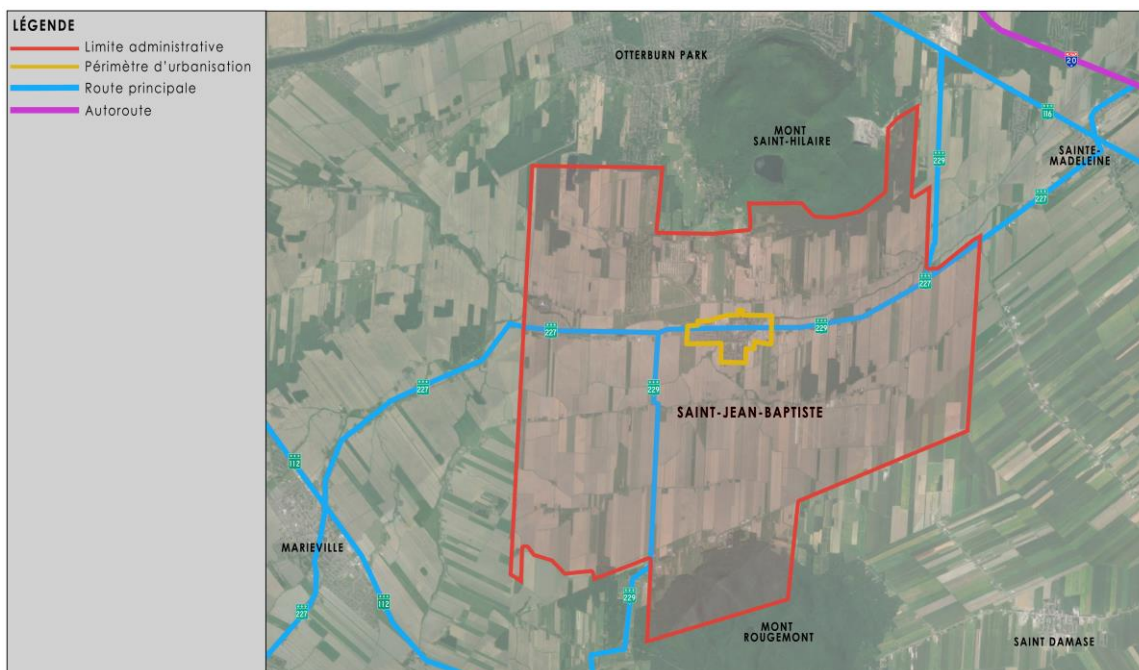 LÉGENDE
Limite administrative
Périmètre d'urbanisation
Route principale
Autoroute
OTTERBURN PARK
20
116
MONT
SAINT-HILAIRE
229
SAINTE-
MADELEINE
227
227
227
229
227
229
SAINT-JEAN-BAPTISTE
112
MARIEVILLE
229
112
227
MONT
ROUGEMONT
SAINT DAMASE